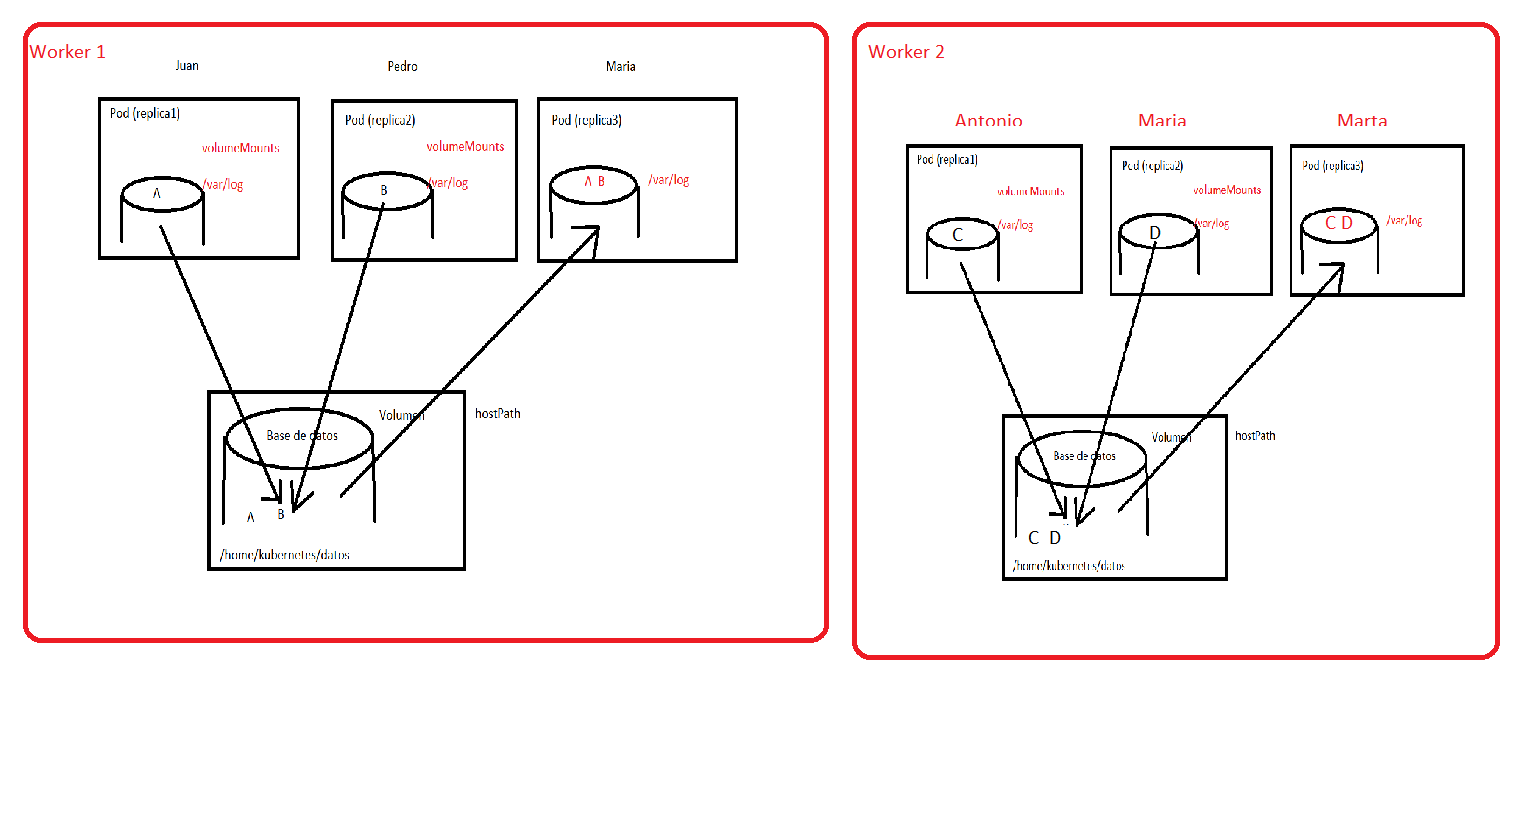 Worker 1
Juan
Pedro
Maria
Pod (replica1)
volumeMounts
A
/var/log
Pod (replica2)
volumeMounts
B
/var/log
Pod (replica3)
A B
/var/log
Volumen
hostPath
Base de datos
A B
/home/kubernetes/datos
Worker 2
Antonio
Maria
Marta
Pod (replica1)
volumeMounts
C
/var/log
Pod (replica2)
volumeMounts
D
/var/log
Pod (replica3)
C D
/var/log
Volumen
hostPath
Base de datos
C D
/home/kubernetes/datos